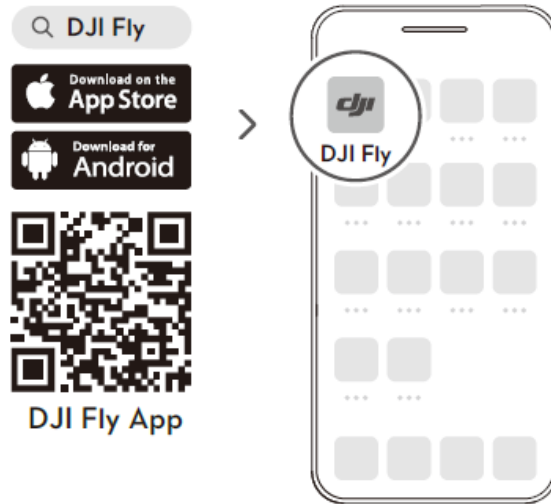 DJI Fly
Download on the
App Store
Download for
Android
DJI Fly App
dji
DJI Fly